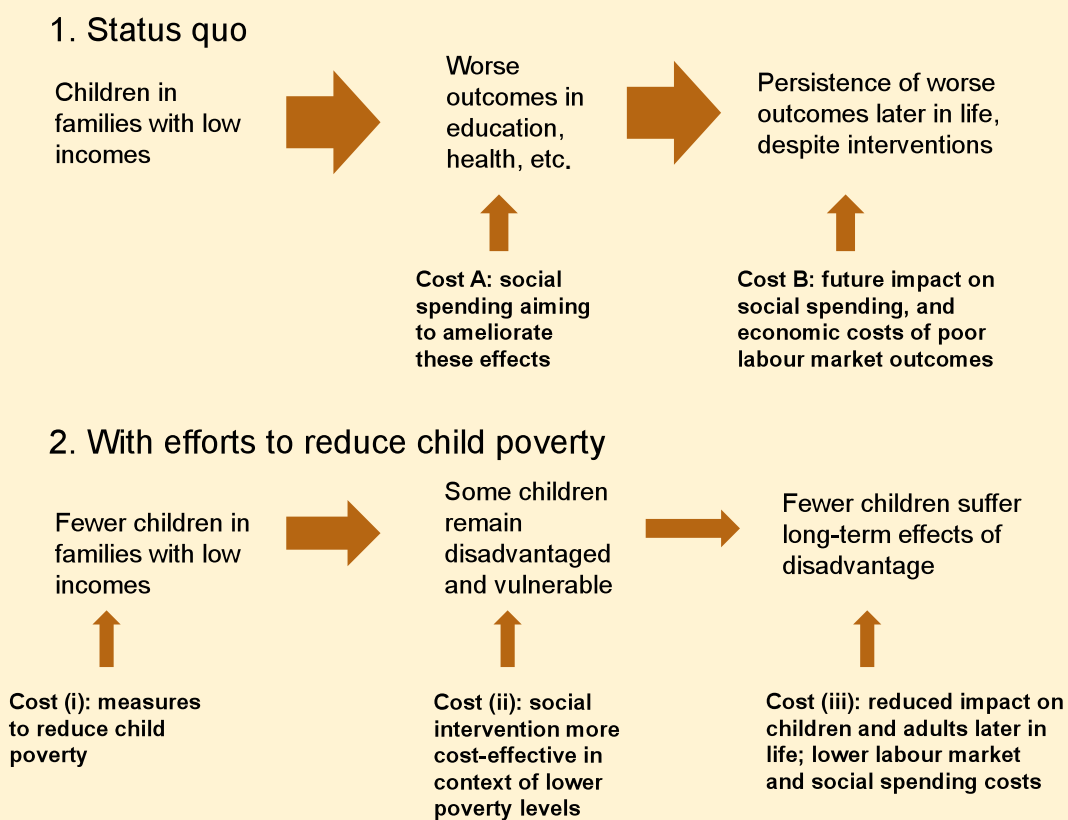 1. Status quo
Children in
families with low
incomes
Worse
outcomes in
education,
health, etc.
Persistence of worse
outcomes later in life,
despite interventions
Cost A: social
spending aiming
to ameliorate
these effects
Cost B: future impact on
social spending, and
economic costs of poor
labour market outcomes
2. With efforts to reduce child poverty
Fewer children in
families with low
incomes
Some children
remain
disadvantaged
and vulnerable
Fewer children suffer
long-term effects of
disadvantage
Cost (i): measures
to reduce child
poverty
Cost (ii): social
intervention more
cost-effective in
context of lower
poverty levels
Cost (iii): reduced impact on
children and adults later in
life; lower labour market
and social spending costs